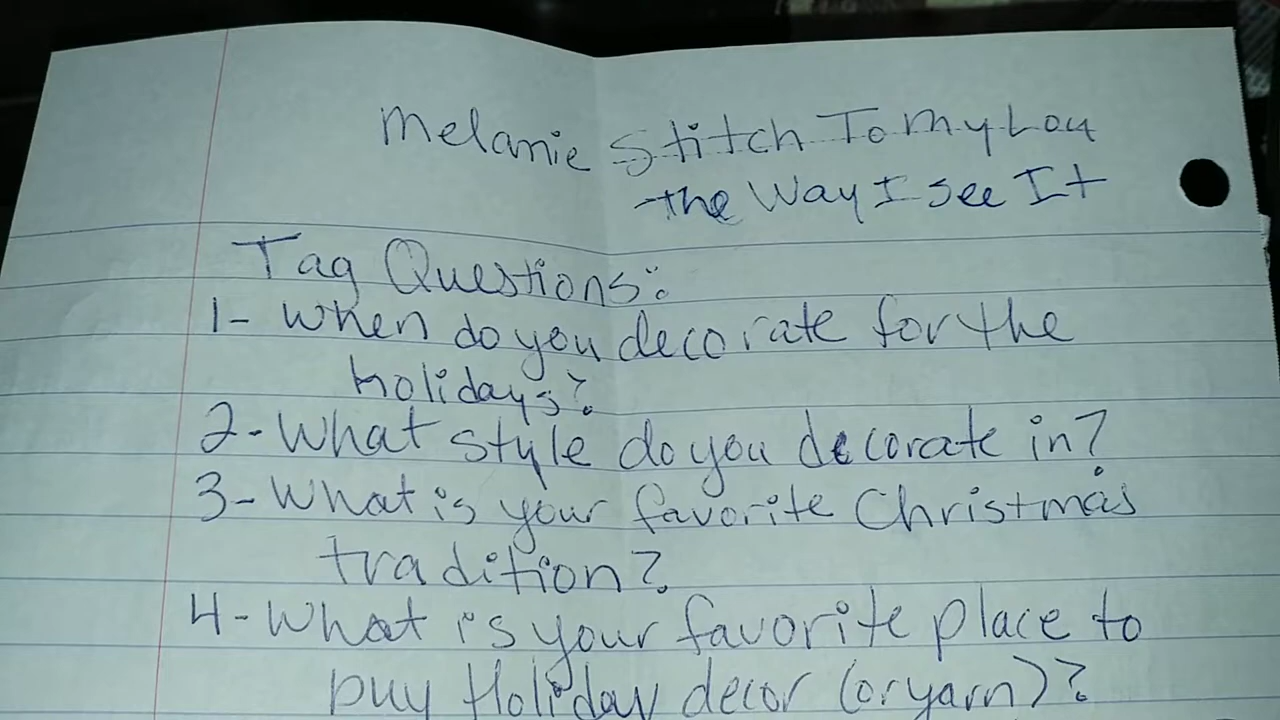 Melanie Stitch To My Lou
the Way I see It
Tag Questions:
1- When do you decorate for the
holidays?
2- What style do you decorate in?
3- What is your favorite Christmas
tradition?
4- What is your favorite place to
buy Holiday decor (or yarn)?